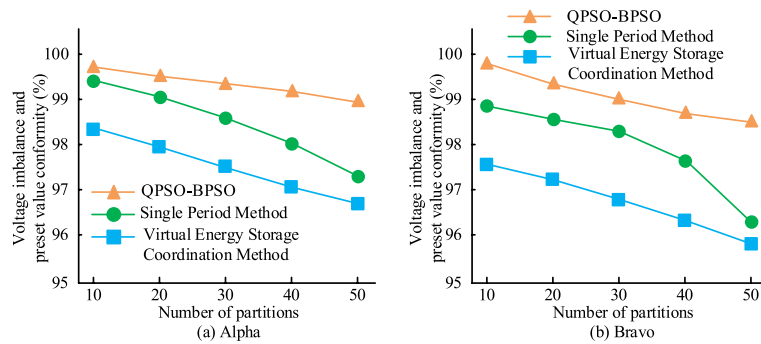 Voltage imbalance and
preset value conformity (%)
100
99
98
97
96
95
QPSO-BPSO
Single Period Method
Virtual Energy Storage
Coordination Method
10 20 30 40 50
Number of partitions
(a) Alpha
QPSO-BPSO
Single Period Method
Virtual Energy Storage
Coordination Method
Voltage imbalance and
preset value conformity (%)
100
99
98
97
96
95
10 20 30 40 50
Number of partitions
(b) Bravo